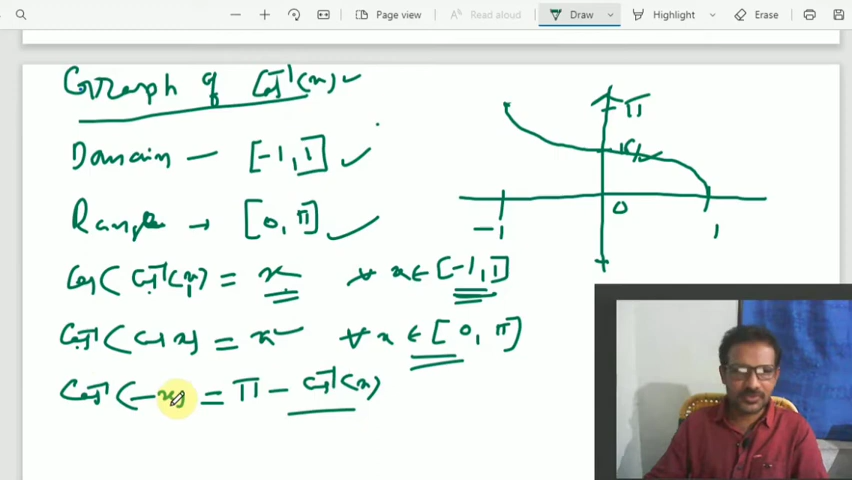 Page view
Read aloud
Draw
Highlight
Erase
Graph of Cos⁻¹(x)
Domain — [-1, 1]
Range → [0, π]
Cos(Cos⁻¹(x)) = x ∀ x ∈ [-1, 1]
Cos⁻¹(cos x) = x ∀ x ∈ [0, π]
Cos⁻¹(-x) = π - Cos⁻¹(x)
π
0
-1
1